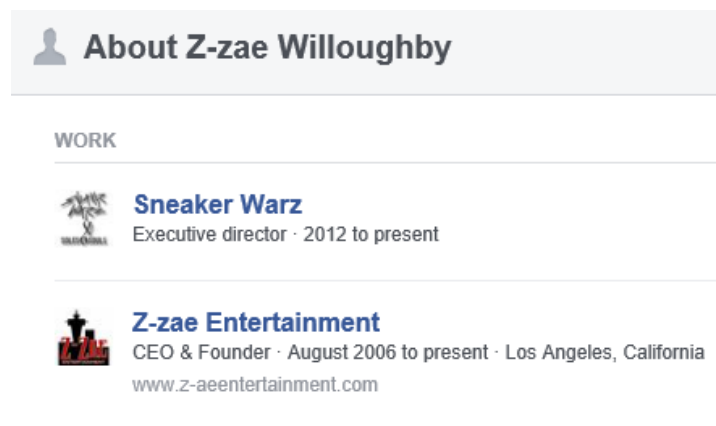 About Z-zae Willoughby
WORK
Sneaker Warz
Executive director · 2012 to present
Z-zae Entertainment
CEO & Founder · August 2006 to present · Los Angeles, California
www.z-aeentertainment.com